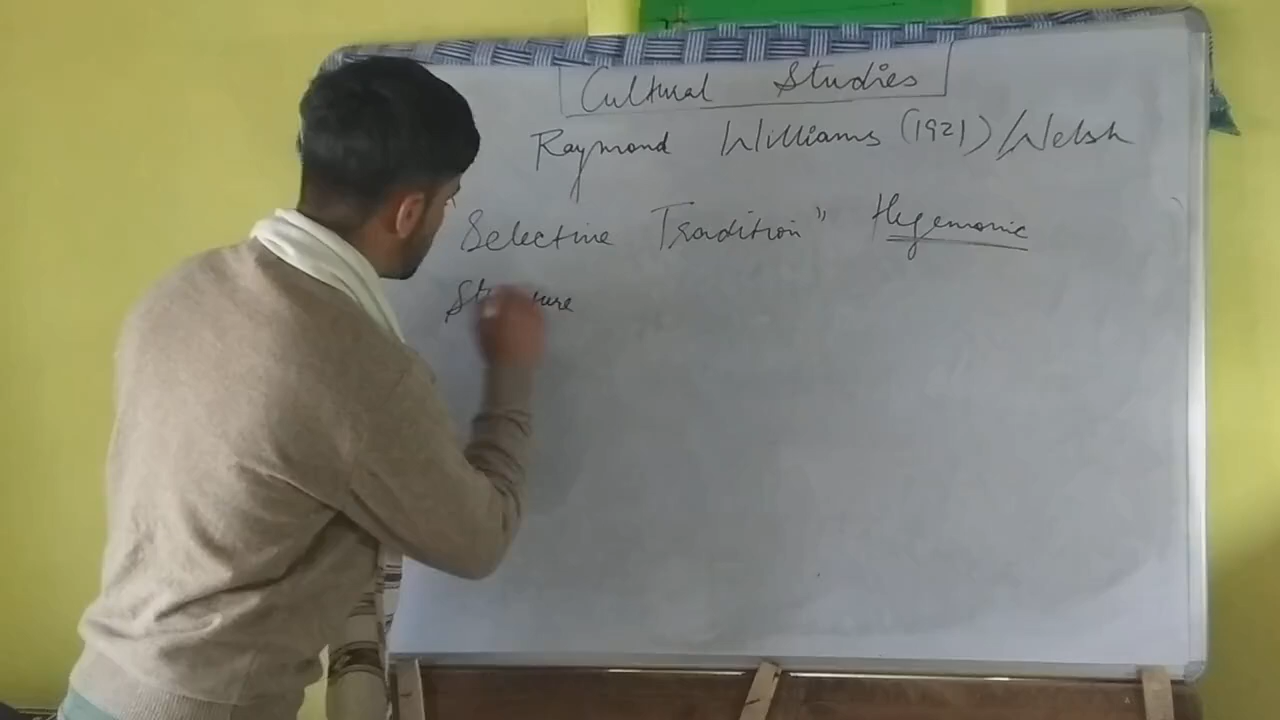 Cultural Studies
Raymond Williams (1921) / Welsh
Selective Tradition" Hegemonic
Structure